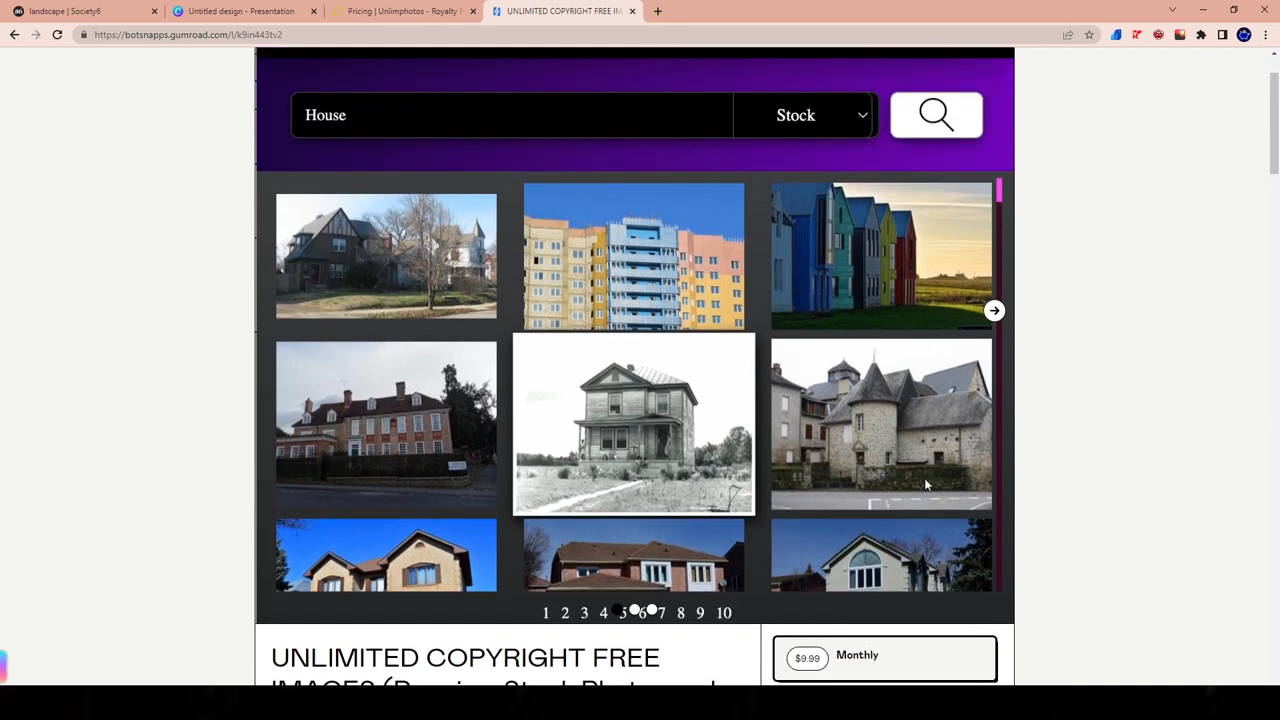 landscape | Society6
Untitled design - Presentation
Pricing | Unlimphotos - Royalty F
UNLIMITED COPYRIGHT FREE IM
https://botsnapps.gumroad.com/l/k9in443tv2
House
Stock
1 2 3 4 5 6 7 8 9 10
UNLIMITED COPYRIGHT FREE
$9.99 Monthly